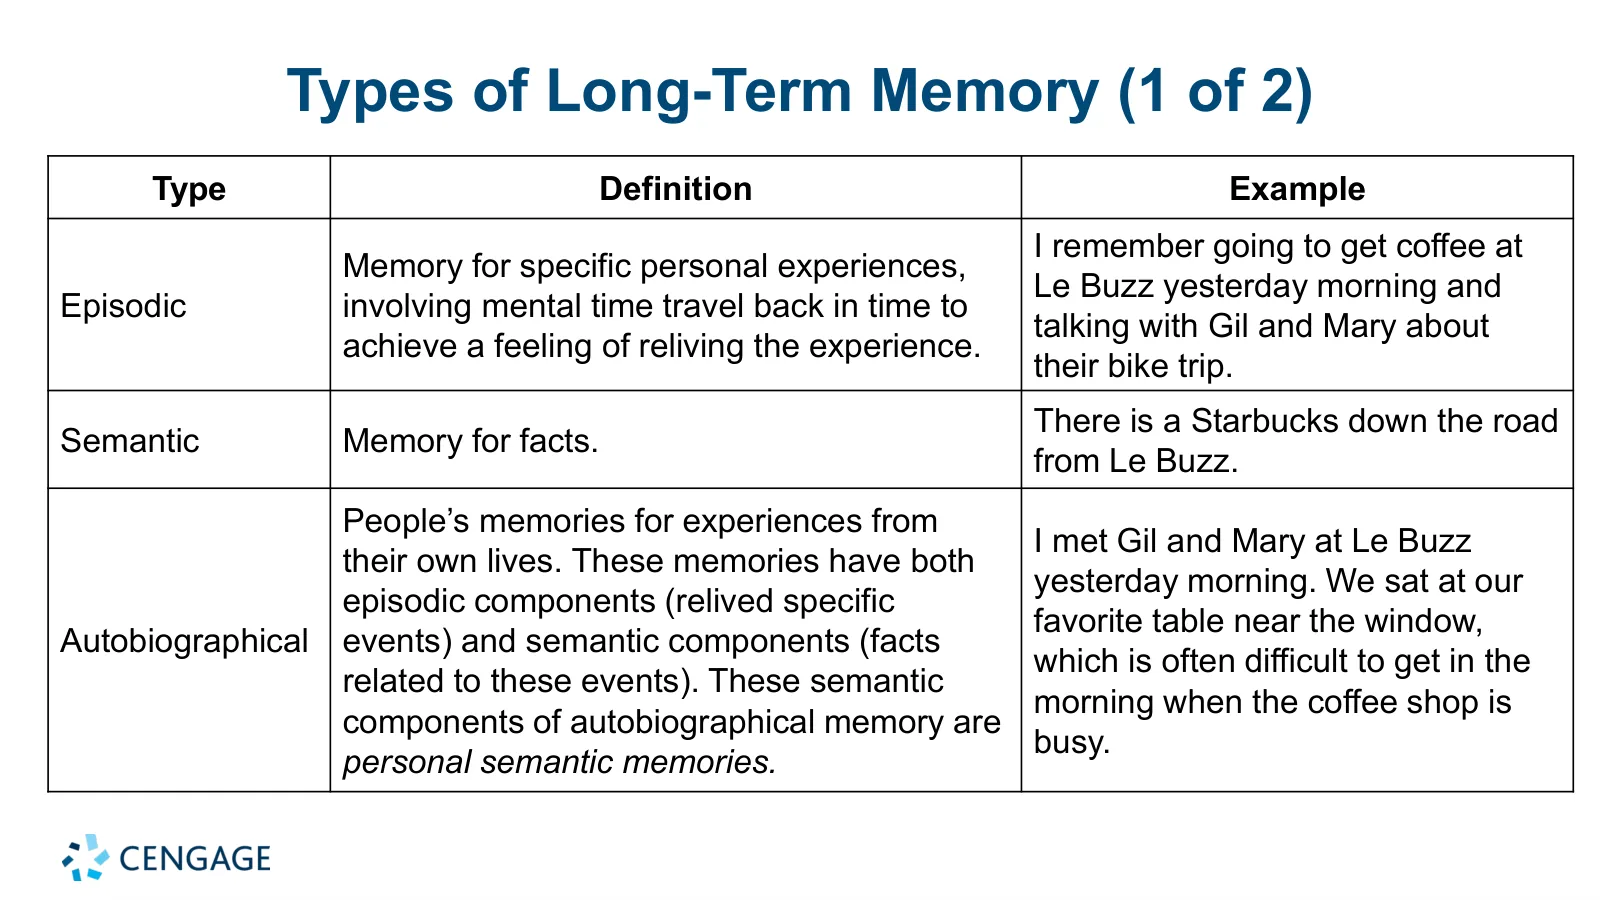 Types of Long-Term Memory (1 of 2)
Type
Definition
Example
Episodic
Memory for specific personal experiences,
involving mental time travel back in time to
achieve a feeling of reliving the experience.
I remember going to get coffee at
Le Buzz yesterday morning and
talking with Gil and Mary about
their bike trip.
Semantic
Memory for facts.
There is a Starbucks down the road
from Le Buzz.
Autobiographical
People’s memories for experiences from
their own lives. These memories have both
episodic components (relived specific
events) and semantic components (facts
related to these events). These semantic
components of autobiographical memory are
personal semantic memories.
I met Gil and Mary at Le Buzz
yesterday morning. We sat at our
favorite table near the window,
which is often difficult to get in the
morning when the coffee shop is
busy.
CENGAGE